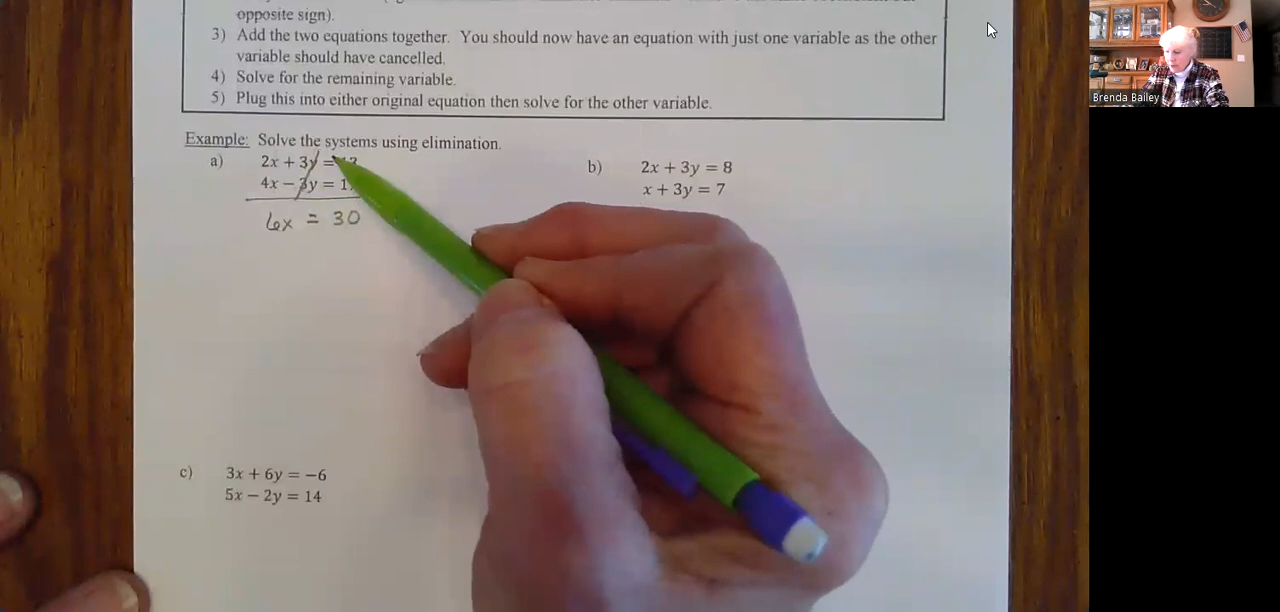 opposite sign).
3) Add the two equations together. You should now have an equation with just one variable as the other
variable should have cancelled.
4) Solve for the remaining variable.
5) Plug this into either original equation then solve for the other variable.
Example: Solve the systems using elimination.
a) 2x + 3y =
4x − 3y =
6x = 30
b) 2x + 3y = 8
x + 3y = 7
c) 3x + 6y = −6
5x − 2y = 14
Brenda Bailey